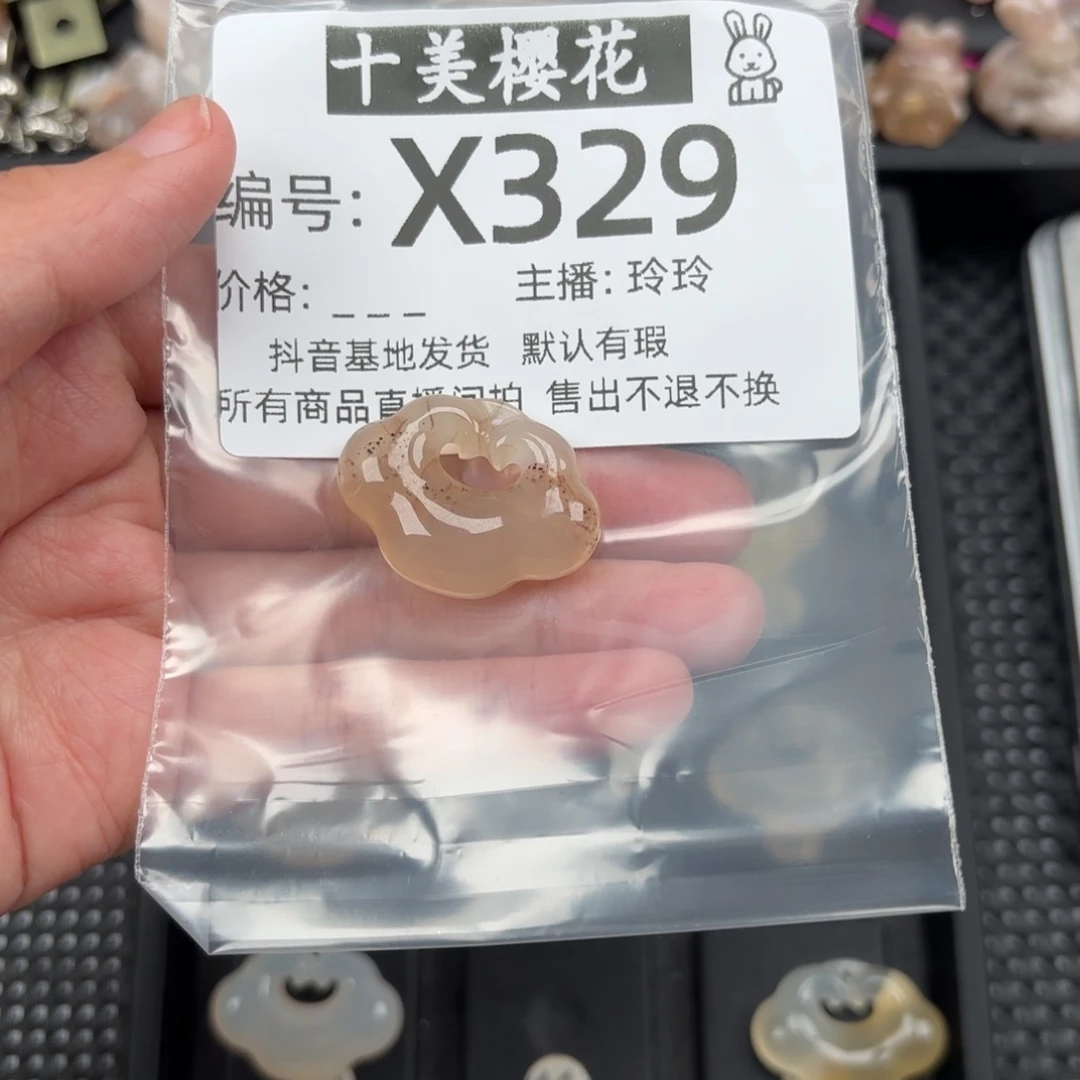 十美樱花
编号: X329
价格: _ _ _ 主播: 玲玲
抖音基地发货 默认有瑕
所有商品直播间拍 售出不退不换